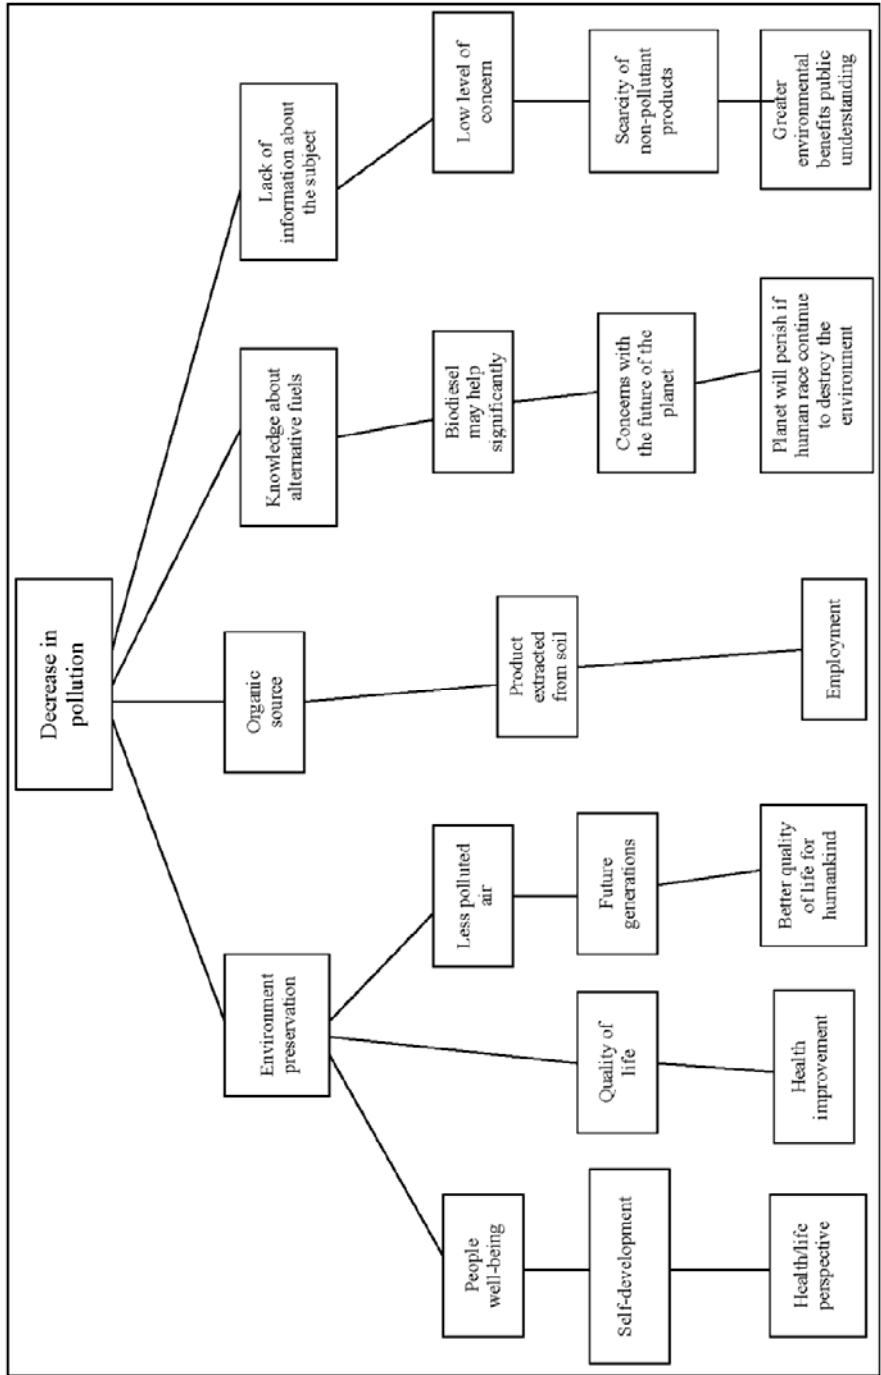 Decrease in
pollution
Environment
preservation
Organic
source
Knowledge about
alternative fuels
Lack of
information about
the subject
People
well-being
Less polluted
air
Biodiesel
may help
significantly
Low level of
concern
Self-development
Quality of
life
Future
generations
Product
extracted
from soil
Concerns with
the future of the
planet
Scarcity of
non-pollutant
products
Health/life
perspective
Health
improvement
Better quality
of life for
humankind
Employment
Planet will perish if
human race continue
to destroy the
environment
Greater
environmental
benefits public
understanding